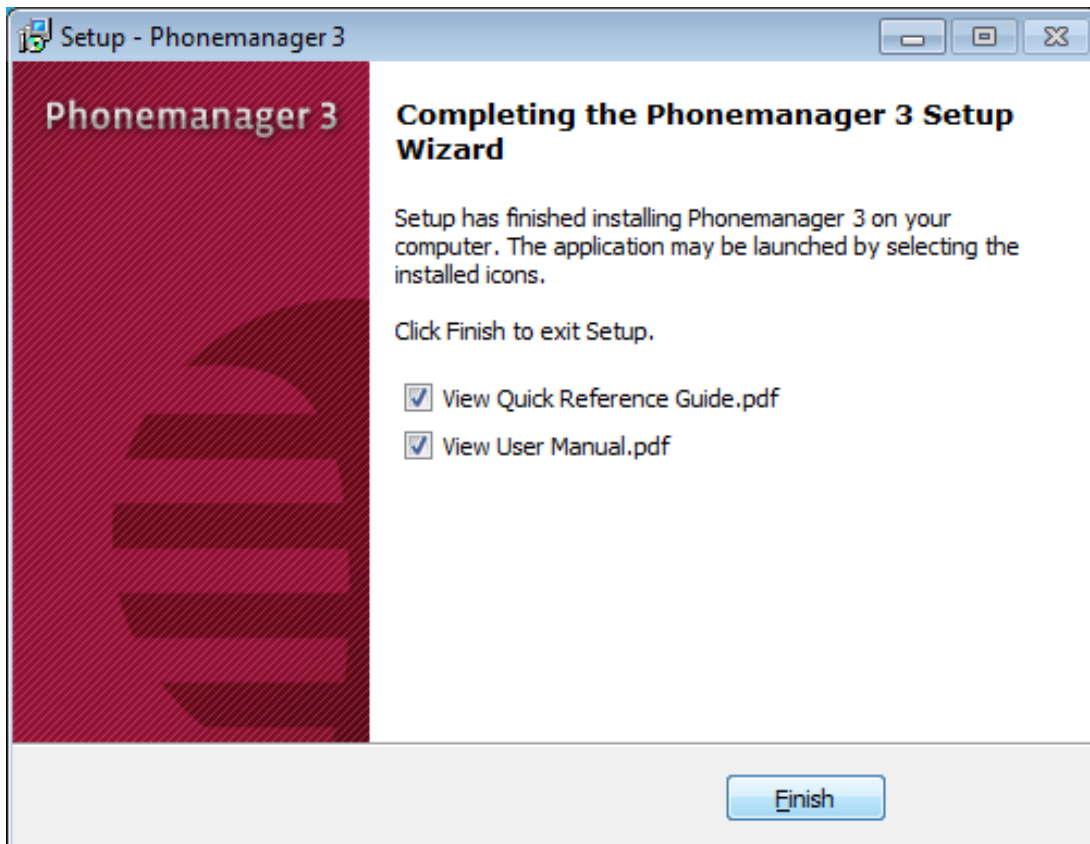 Setup - Phonemanager 3
Phonemanager 3
Completing the Phonemanager 3 Setup
Wizard
Setup has finished installing Phonemanager 3 on your
computer. The application may be launched by selecting the
installed icons.
Click Finish to exit Setup.
View Quick Reference Guide.pdf
View User Manual.pdf
Finish